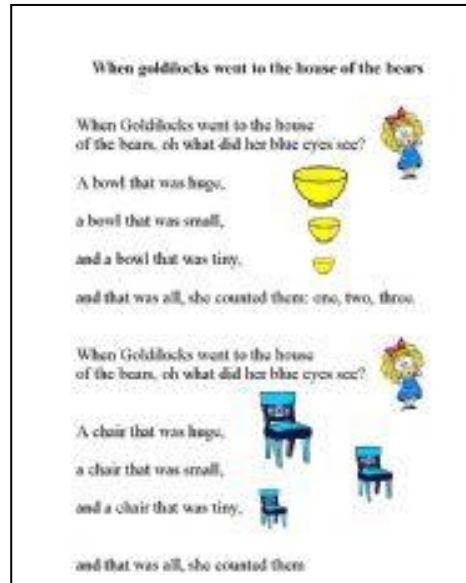 When goldilocks went to the house of the bears
When Goldilocks went to the house
of the bears, oh what did her blue eyes see?
A bowl that was huge,
a bowl that was small,
and a bowl that was tiny,
and that was all, she counted them: one, two, three.
When Goldilocks went to the house
of the bears, oh what did her blue eyes see?
A chair that was huge,
a chair that was small,
and a chair that was tiny,
and that was all, she counted them